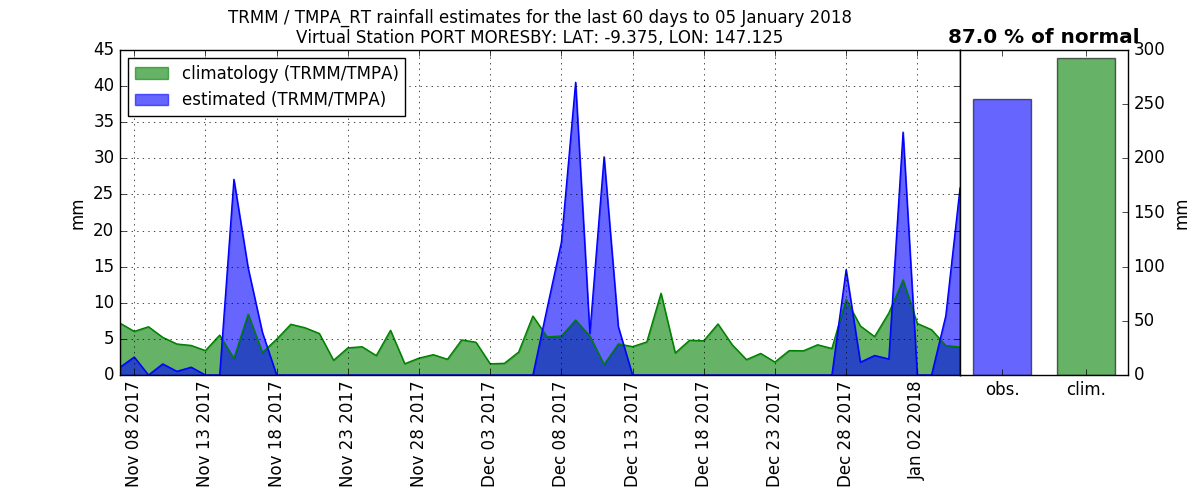 TRMM / TMPA_RT rainfall estimates for the last 60 days to 05 January 2018
Virtual Station PORT MORESBY: LAT: -9.375, LON: 147.125
87.0 % of normal
climatology (TRMM/TMPA)
estimated (TRMM/TMPA)
45
40
35
30
25
20
15
10
5
0
mm
300
250
200
150
100
50
0
mm
obs.
clim.
Nov 08 2017
Nov 13 2017
Nov 18 2017
Nov 23 2017
Nov 28 2017
Dec 03 2017
Dec 08 2017
Dec 13 2017
Dec 18 2017
Dec 23 2017
Dec 28 2017
Jan 02 2018